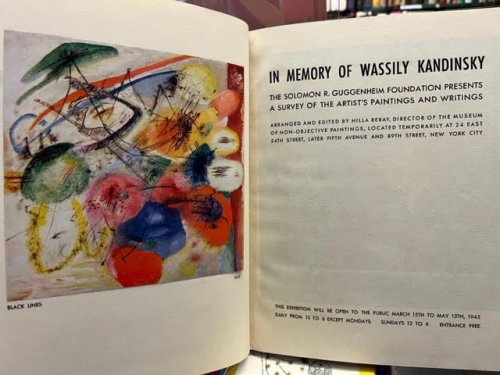 BLACK LINES
1913
IN MEMORY OF WASSILY KANDINSKY
THE SOLOMON R. GUGGENHEIM FOUNDATION PRESENTS
A SURVEY OF THE ARTIST'S PAINTINGS AND WRITINGS
ARRANGED AND EDITED BY HILLA REBAY, DIRECTOR OF THE MUSEUM
OF NON-OBJECTIVE PAINTINGS, LOCATED TEMPORARILY AT 24 EAST
54TH STREET, LATER FIFTH AVENUE AND 89TH STREET, NEW YORK CITY
THIS EXHIBITION WILL BE OPEN TO THE PUBLIC MARCH 15TH TO MAY 15TH, 1945
DAILY FROM 10 TO 6 EXCEPT MONDAYS SUNDAYS 12 TO 6 ENTRANCE FREE